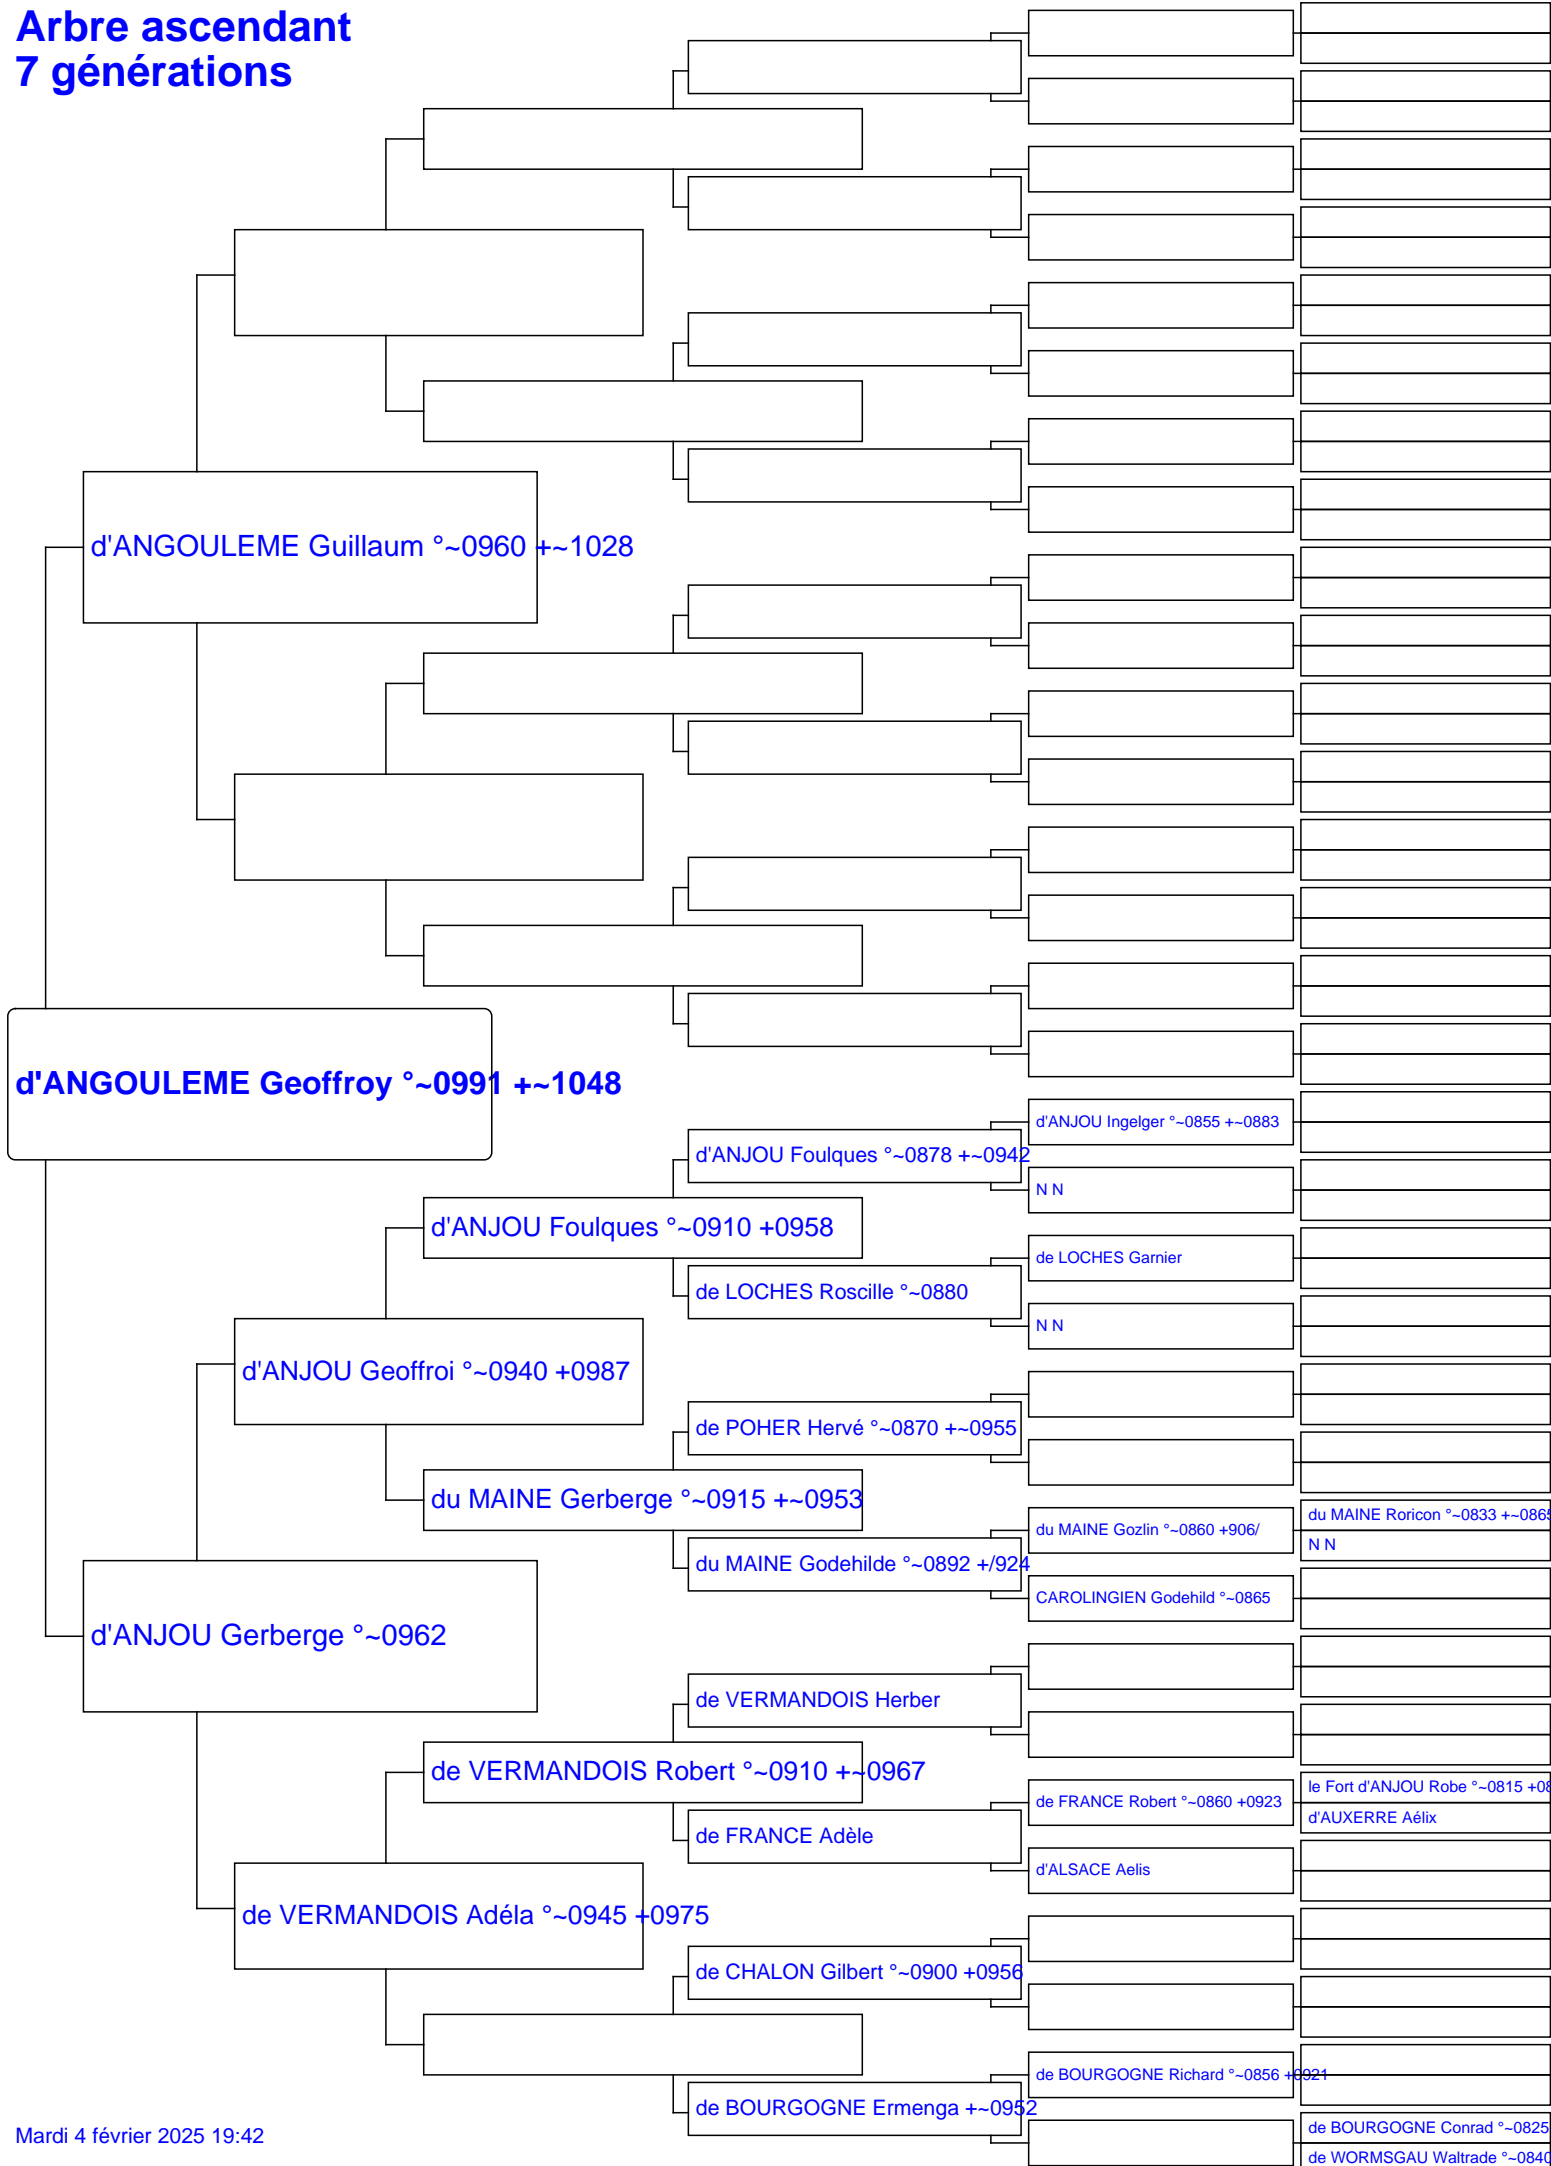 Arbre ascendant
7 générations
d'ANGOULEME Guillaum °~0960 +~1028
d'ANGOULEME Geoffroy °~0991 +~1048
d'ANJOU Ingelger °~0855 +~0883
d'ANJOU Foulques °~0878 +~0942
N N
d'ANJOU Foulques °~0910 +0958
de LOCHES Garnier
de LOCHES Roscille °~0880
N N
d'ANJOU Geoffroi °~0940 +0987
de POHER Hervé °~0870 +~0955
du MAINE Gerberge °~0915 +~0953
du MAINE Roricon °~0833 +~0865
du MAINE Gozlin °~0860 +906/
N N
du MAINE Godehilde °~0892 +/924
CAROLINGIEN Godehild °~0865
d'ANJOU Gerberge °~0962
de VERMANDOIS Herber
de VERMANDOIS Robert °~0910 +~0967
le Fort d'ANJOU Robe °~0815 +08
de FRANCE Robert °~0860 +0923
d'AUXERRE Aélix
de FRANCE Adèle
d'ALSACE Aelis
de VERMANDOIS Adéla °~0945 +0975
de CHALON Gilbert °~0900 +0956
de BOURGOGNE Richard °~0856 +0921
de BOURGOGNE Ermenga +~0952
de BOURGOGNE Conrad °~0825
de WORMSGAU Waltrade °~0840
Mardi 4 février 2025 19:42